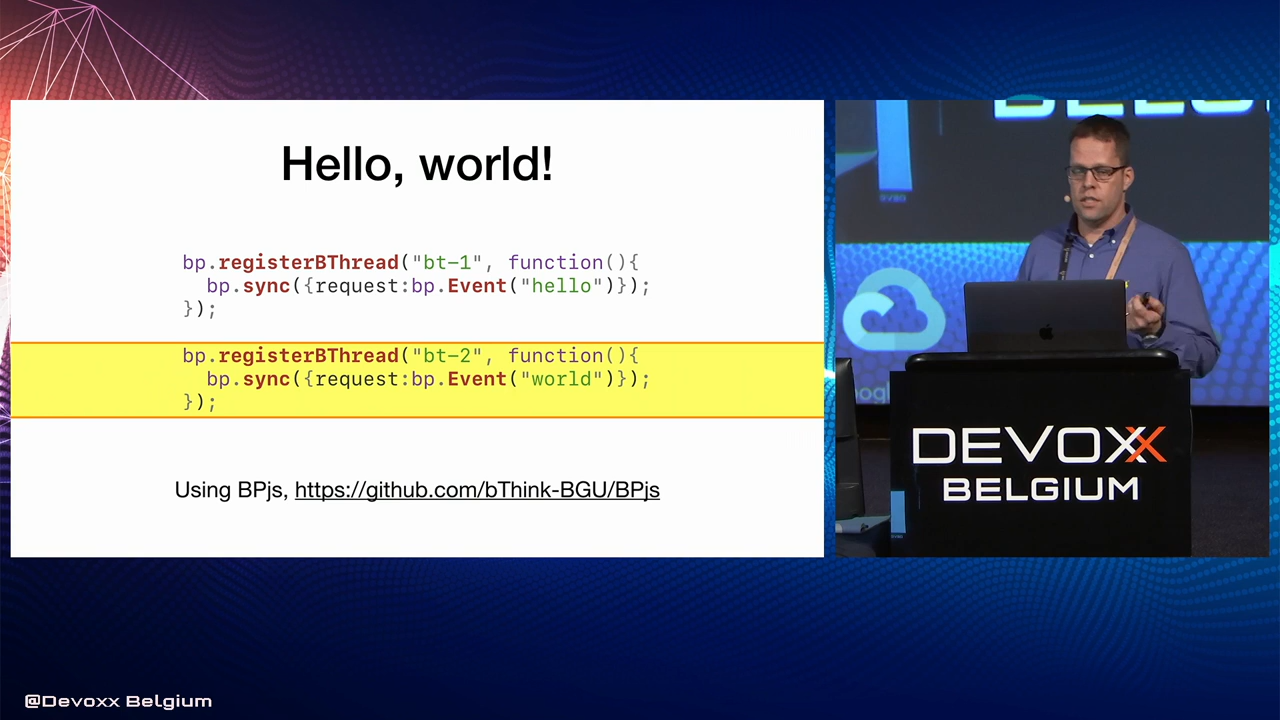 Hello, world!
bp.registerBThread("bt-1", function(){
  bp.sync({request:bp.Event("hello")});
});
bp.registerBThread("bt-2", function(){
  bp.sync({request:bp.Event("world")});
});
Using BPjs, https://github.com/bThink-BGU/BPjs
DEVOXX
BELGIUM
@Devoxx Belgium